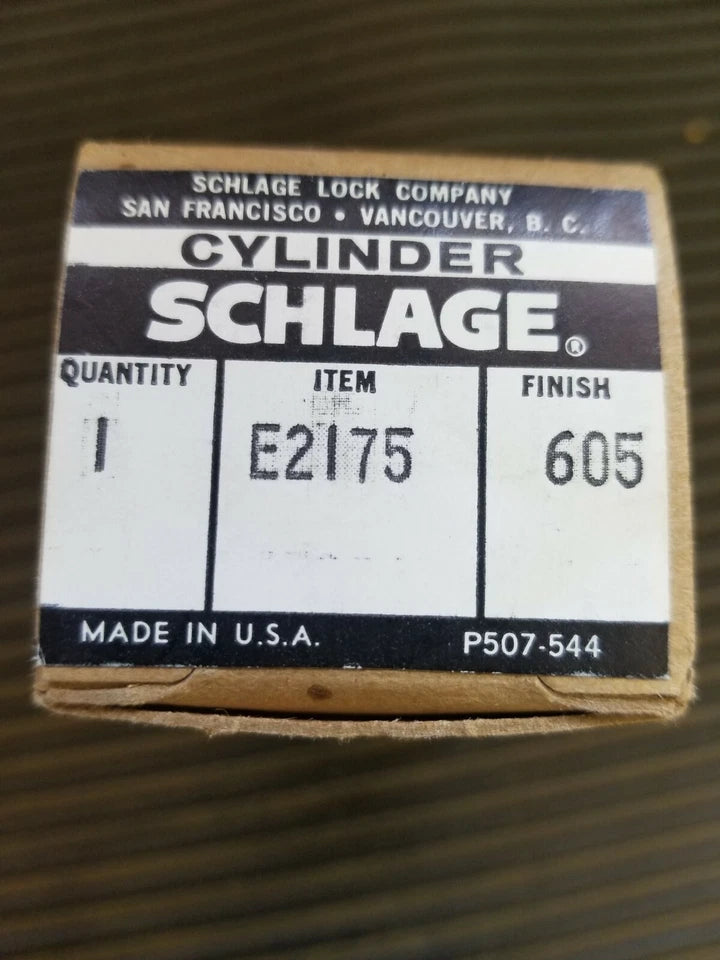 SCHLAGE LOCK COMPANY
SAN FRANCISCO • VANCOUVER, B. C.
CYLINDER
SCHLAGE®
QUANTITY ITEM FINISH
1 E2175 605
MADE IN U.S.A. P507-544